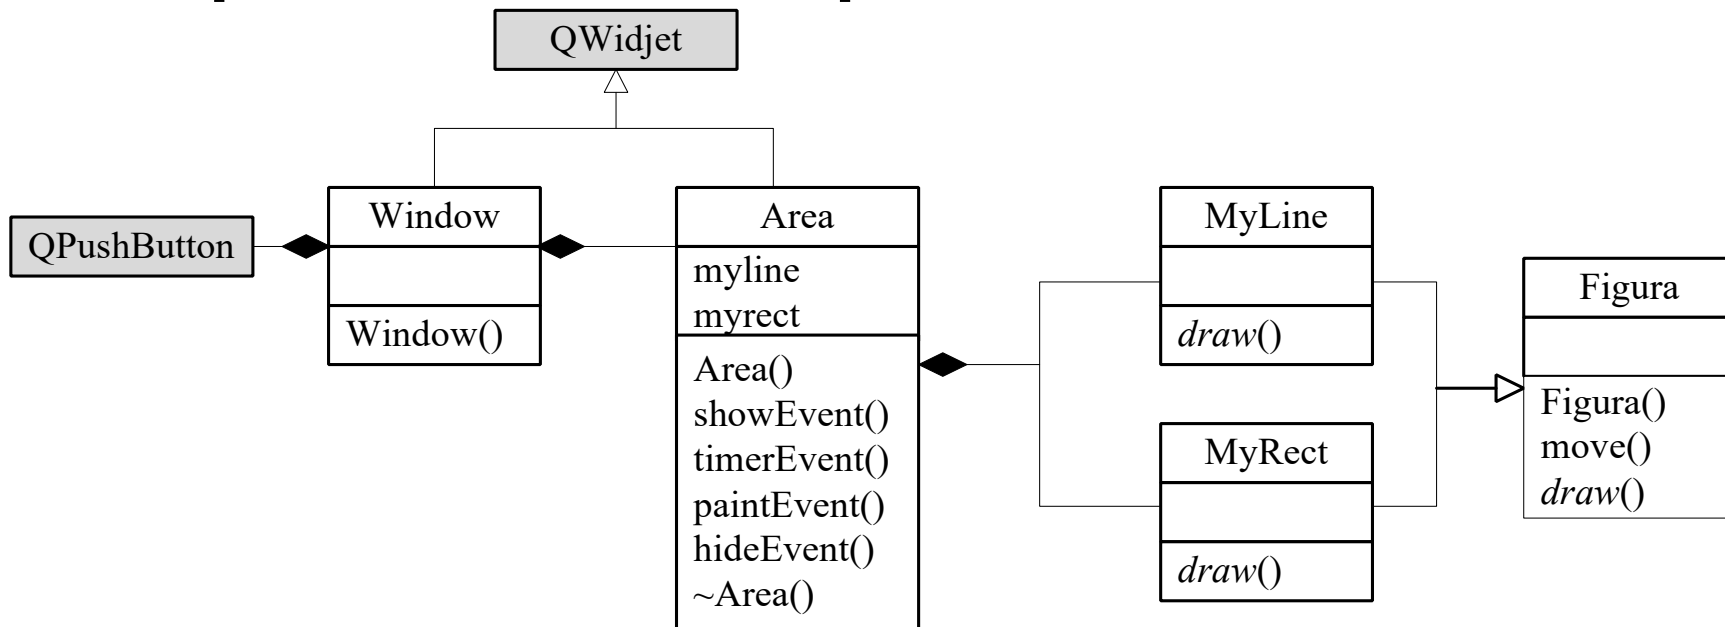 QWidjet
QPushButton
Window
Window()
Area
myline
myrect
Area()
showEvent()
timerEvent()
paintEvent()
hideEvent()
~Area()
MyLine
draw()
MyRect
draw()
Figura
Figura()
move()
draw()